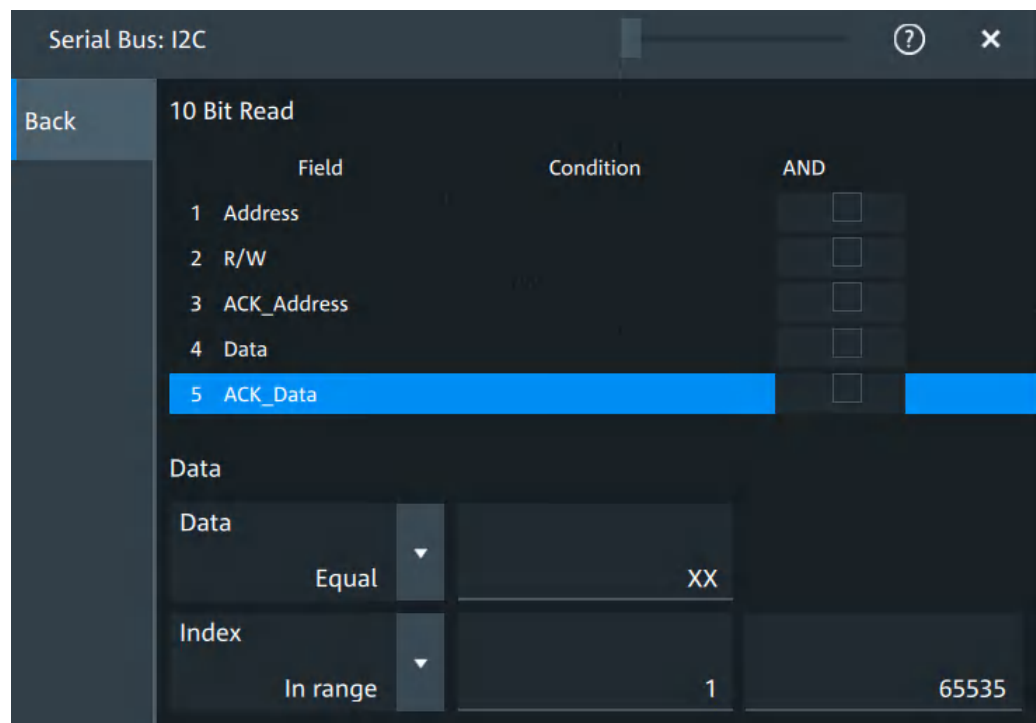 Serial Bus: I2C ? ×
Back
10 Bit Read
Field Condition AND
1 Address
2 R/W
3 ACK_Address
4 Data
5 ACK_Data
Data
Data
Equal XX
Index
In range 1 65535